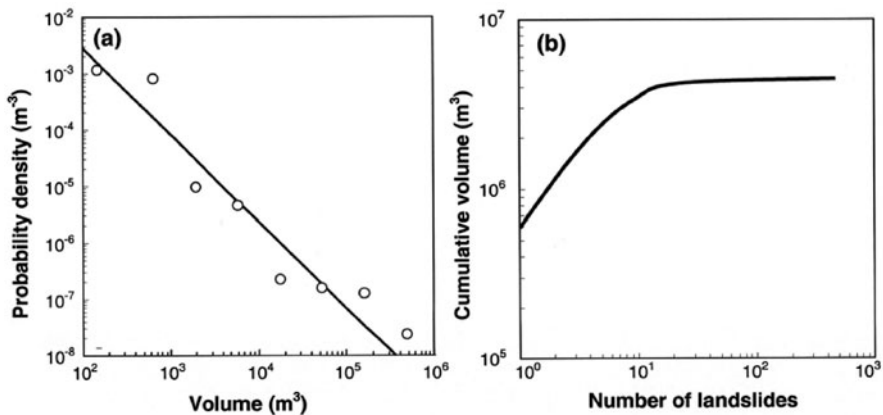 (a)
Probability density (m⁻³)
10⁻²
10⁻³
10⁻⁴
10⁻⁵
10⁻⁶
10⁻⁷
10⁻⁸
10² 10³ 10⁴ 10⁵ 10⁶
Volume (m³)
(b)
Cumulative volume (m³)
10⁷
10⁶
10⁵
10⁰ 10¹ 10² 10³
Number of landslides